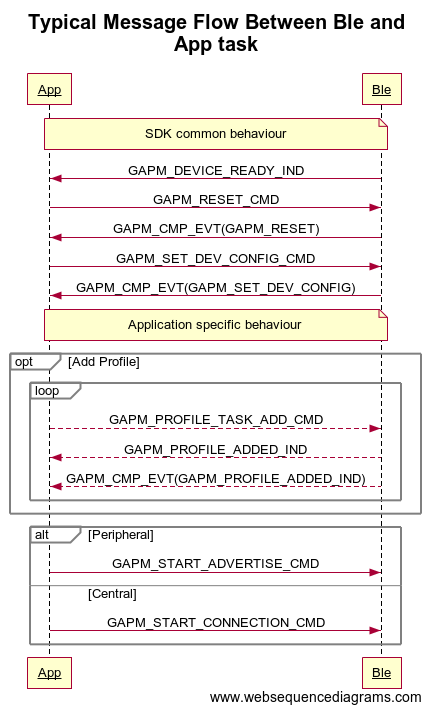 Typical Message Flow Between Ble and
App task
App Ble
SDK common behaviour
GAPM_DEVICE_READY_IND
GAPM_RESET_CMD
GAPM_CMP_EVT(GAPM_RESET)
GAPM_SET_DEV_CONFIG_CMD
GAPM_CMP_EVT(GAPM_SET_DEV_CONFIG)
Application specific behaviour
opt [Add Profile]
loop
GAPM_PROFILE_TASK_ADD_CMD
GAPM_PROFILE_ADDED_IND
GAPM_CMP_EVT(GAPM_PROFILE_ADDED_IND)
alt [Peripheral]
GAPM_START_ADVERTISE_CMD
[Central]
GAPM_START_CONNECTION_CMD
App Ble
www.websequencediagrams.com